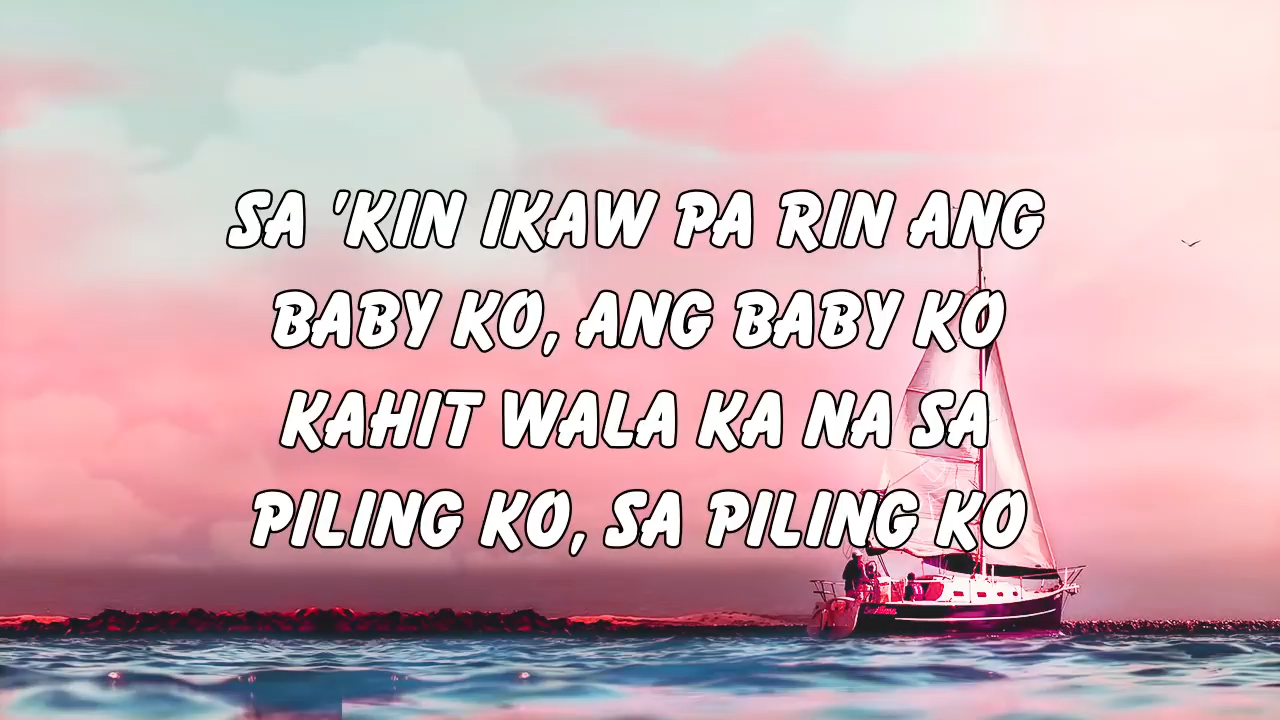 SA 'KIN IKAW PA RIN ANG
BABY KO, ANG BABY KO
KAHIT WALA KA NA SA
PILING KO, SA PILING KO